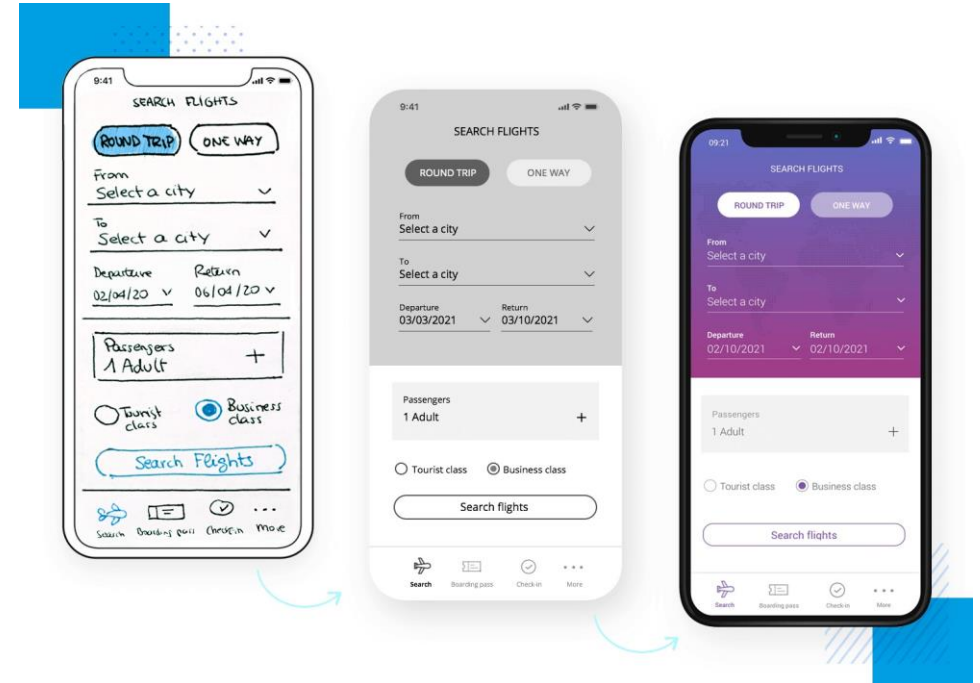 9:41
SEARCH FLIGHTS
ROUND TRIP ONE WAY
From
Select a city
To
Select a city
Departure Return
02/04/20 06/04/20
Passengers
1 Adult +
Tourist class Business class
Search Flights
Search Boarding pass Check-in More
9:41
SEARCH FLIGHTS
ROUND TRIP ONE WAY
From
Select a city
To
Select a city
Departure Return
03/03/2021 03/10/2021
Passengers
1 Adult +
Tourist class Business class
Search flights
Search Boarding pass Check-in More
09:21
SEARCH FLIGHTS
ROUND TRIP ONE WAY
From
Select a city
To
Select a city
Departure Return
02/10/2021 02/10/2021
Passengers
1 Adult +
Tourist class Business class
Search flights
Search Boarding pass Check in More